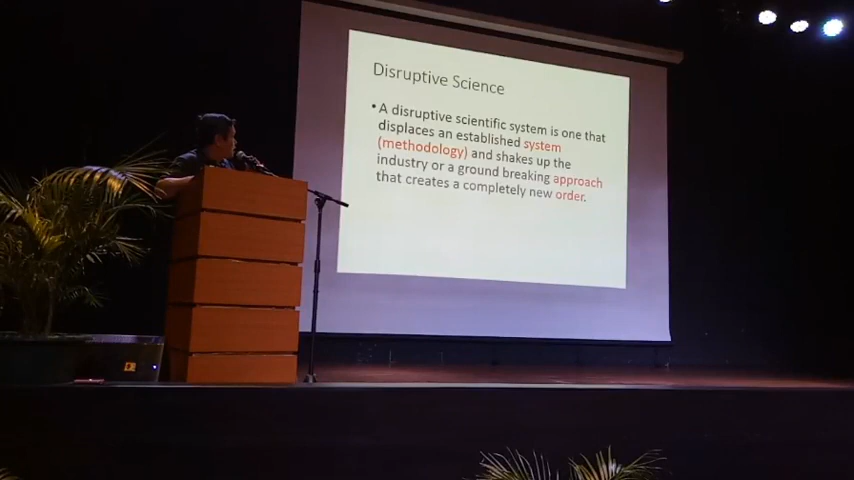 Disruptive Science
• A disruptive scientific system is one that
displaces an established system
(methodology) and shakes up the
industry or a ground breaking approach
that creates a completely new order.